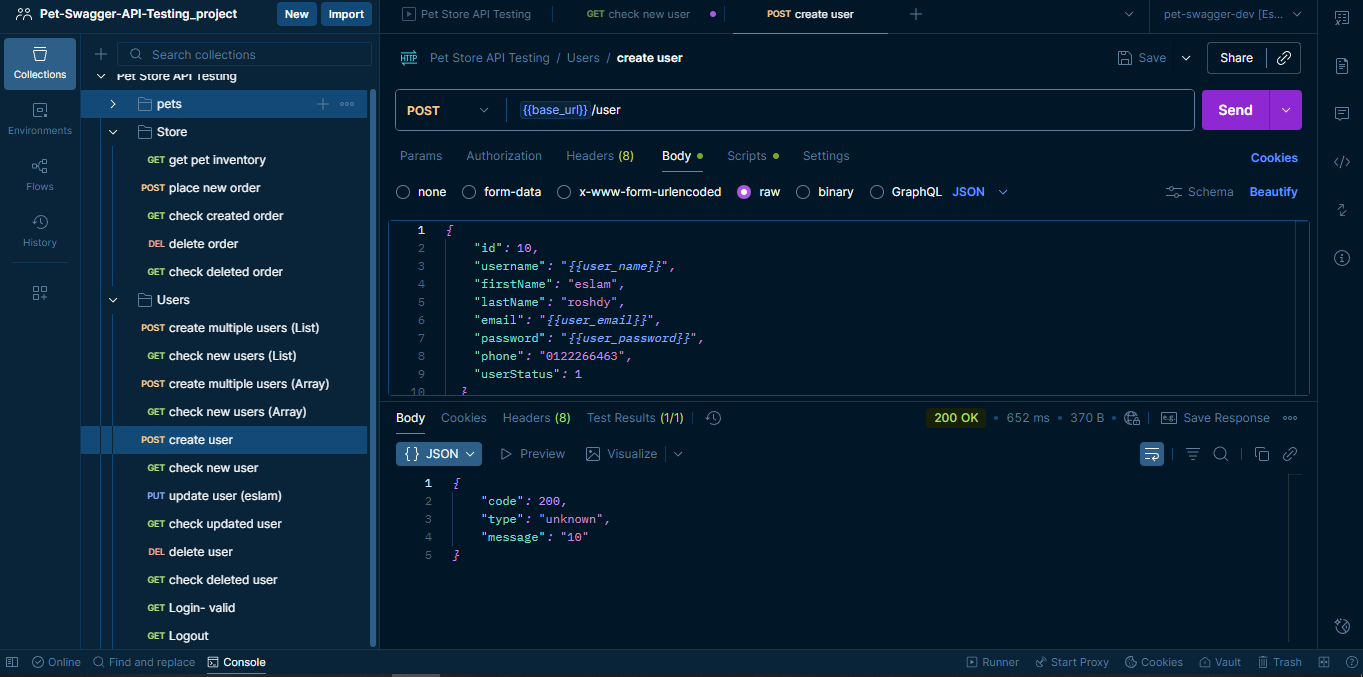 Pet-Swagger-API-Testing_project
New
Import
Pet Store API Testing
GET check new user
POST create user
pet-swagger-dev [Es...
Collections
Environments
Flows
History
Search collections
Pet Store API Testing
pets
Store
GET get pet inventory
POST place new order
GET check created order
DEL delete order
GET check deleted order
Users
POST create multiple users (List)
GET check new users (List)
POST create multiple users (Array)
GET check new users (Array)
POST create user
GET check new user
PUT update user (eslam)
GET check updated user
DEL delete user
GET check deleted user
GET Login- valid
GET Logout
HTTP Pet Store API Testing / Users / create user
Save
Share
POST {{base_url}}/user
Send
Params Authorization Headers (8) Body Scripts Settings
Cookies
none form-data x-www-form-urlencoded raw binary GraphQL JSON
Schema Beautify
1 {
2 "id": 10,
3 "username": "{{user_name}}",
4 "firstName": "eslam",
5 "lastName": "roshdy",
6 "email": "{{user_email}}",
7 "password": "{{user_password}}",
8 "phone": "0122266463",
9 "userStatus": 1
10 }
Body Cookies Headers (8) Test Results (1/1)
200 OK • 652 ms • 370 B
e.g. Save Response
{} JSON Preview Visualize
1 {
2 "code": 200,
3 "type": "unknown",
4 "message": "10"
5 }
Online Find and replace Console
Runner Start Proxy Cookies Vault Trash